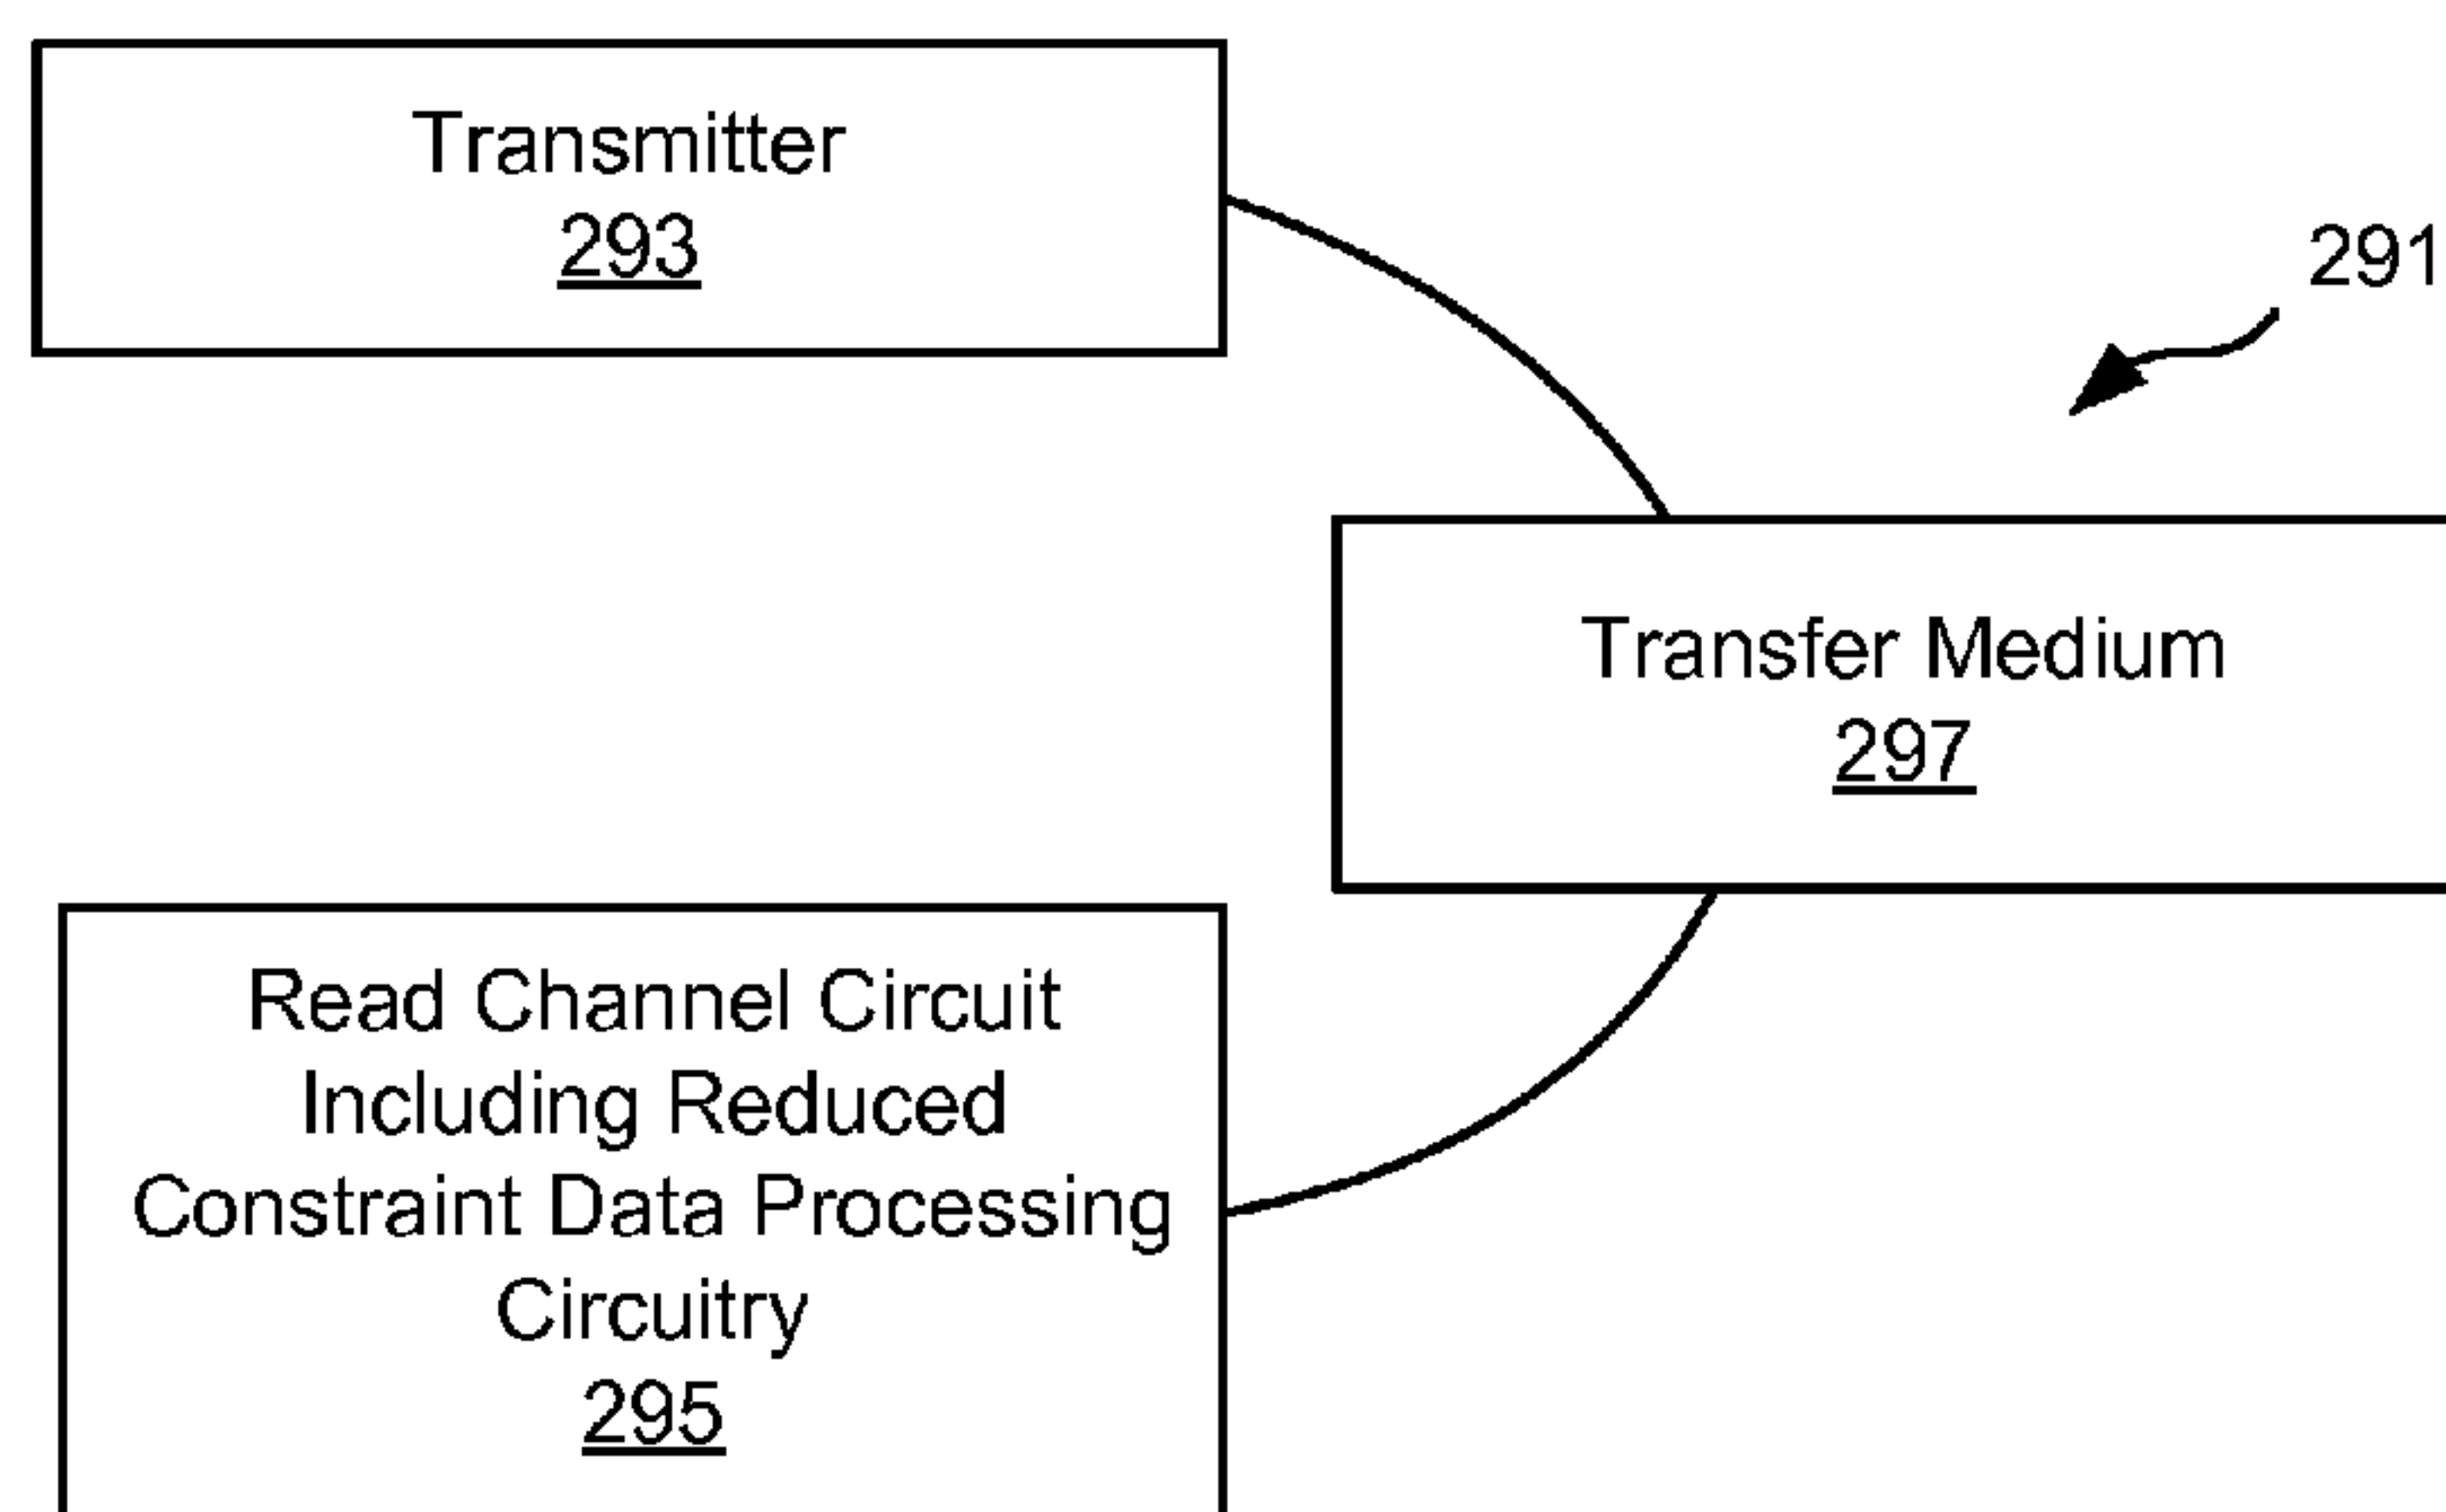 Transmitter
293
291
Transfer Medium
297
Read Channel Circuit
Including Reduced
Constraint Data Processing
Circuitry
295